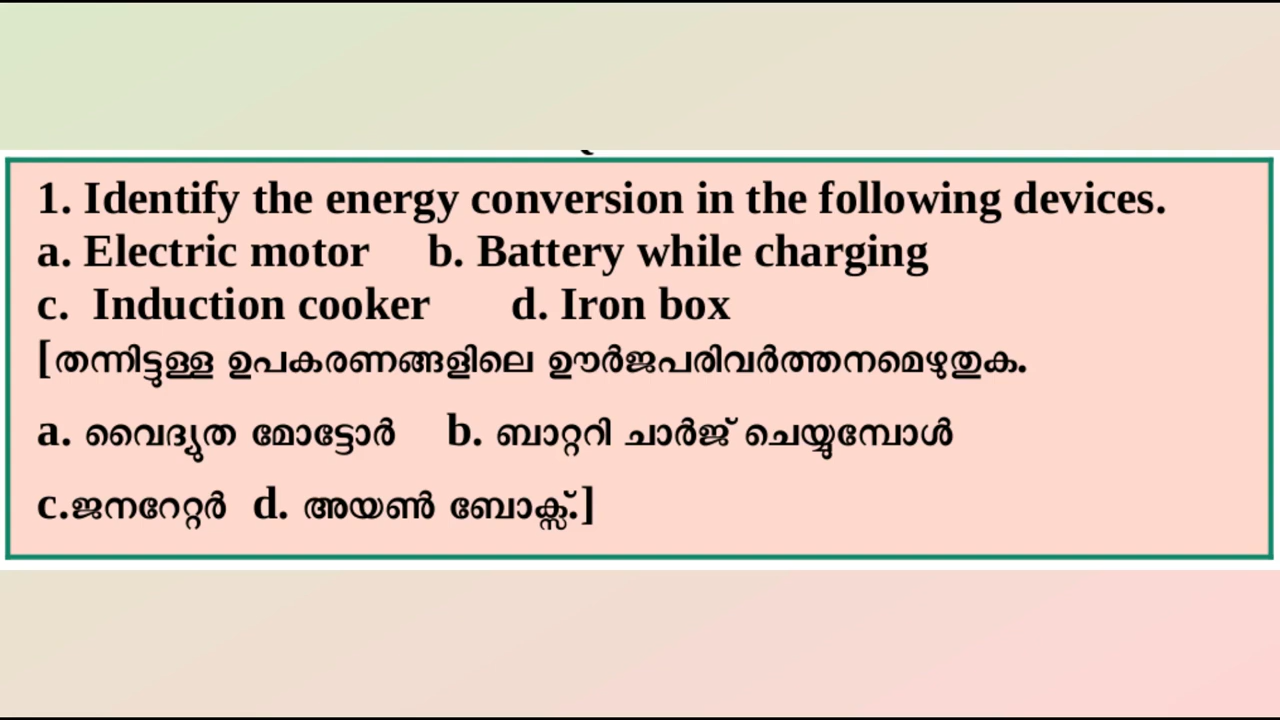 1. Identify the energy conversion in the following devices.
a. Electric motor b. Battery while charging
c. Induction cooker d. Iron box
[തന്നിട്ടുള്ള ഉപകരണങ്ങളിലെ ഊർജപരിവർത്തനമെഴുതുക.
a. വൈദ്യുത മോട്ടോർ b. ബാറ്ററി ചാർജ് ചെയ്യുമ്പോൾ
c.ജനറേറ്റർ d. അയൺ ബോക്സ്.]